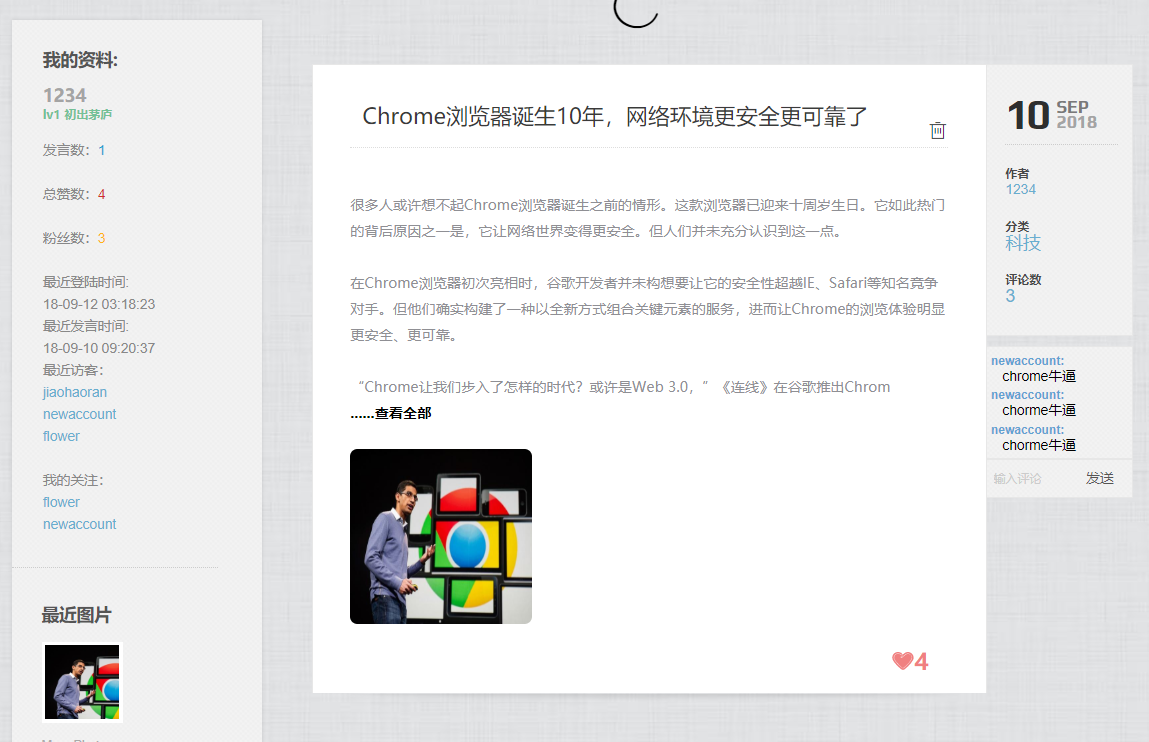 我的资料:
1234
lv1 初出茅庐
发言数：1
总赞数：4
粉丝数：3
最近登陆时间:
18-09-12 03:18:23
最近发言时间:
18-09-10 09:20:37
最近访客：
jiaohaoran
newaccount
flower
我的关注：
flower
newaccount
最近图片
Chrome浏览器诞生10年，网络环境更安全更可靠了
很多人或许想不起Chrome浏览器诞生之前的情形。这款浏览器已迎来十周岁生日。它如此热门
的背后原因之一是，它让网络世界变得更安全。但人们并未充分认识到这一点。
在Chrome浏览器初次亮相时，谷歌开发者并未构想要让它的安全性超越IE、Safari等知名竞争
对手。但他们确实构建了一种以全新方式组合关键元素的服务，进而让Chrome的浏览体验明显
更安全、更可靠。
“Chrome让我们步入了怎样的时代？或许是Web 3.0，”《连线》在谷歌推出Chrom
......查看全部
4
10 SEP
2018
作者
1234
分类
科技
评论数
3
newaccount:
chrome牛逼
newaccount:
chorme牛逼
newaccount:
chorme牛逼
输入评论 发送